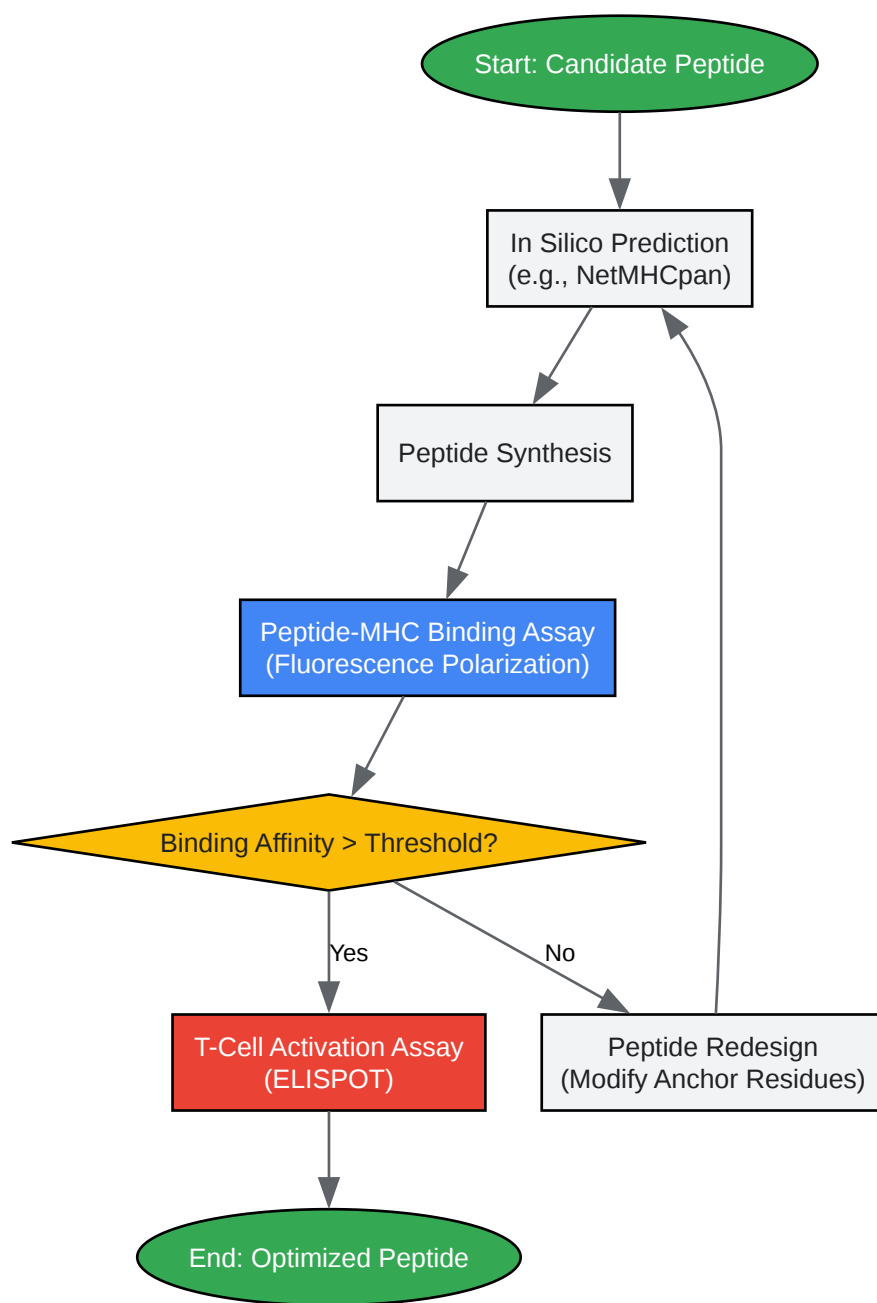 Start: Candidate Peptide
In Silico Prediction
(e.g., NetMHCpan)
Peptide Synthesis
Peptide-MHC Binding Assay
(Fluorescence Polarization)
Binding Affinity > Threshold?
Yes
No
T-Cell Activation Assay
(ELISPOT)
Peptide Redesign
(Modify Anchor Residues)
End: Optimized Peptide